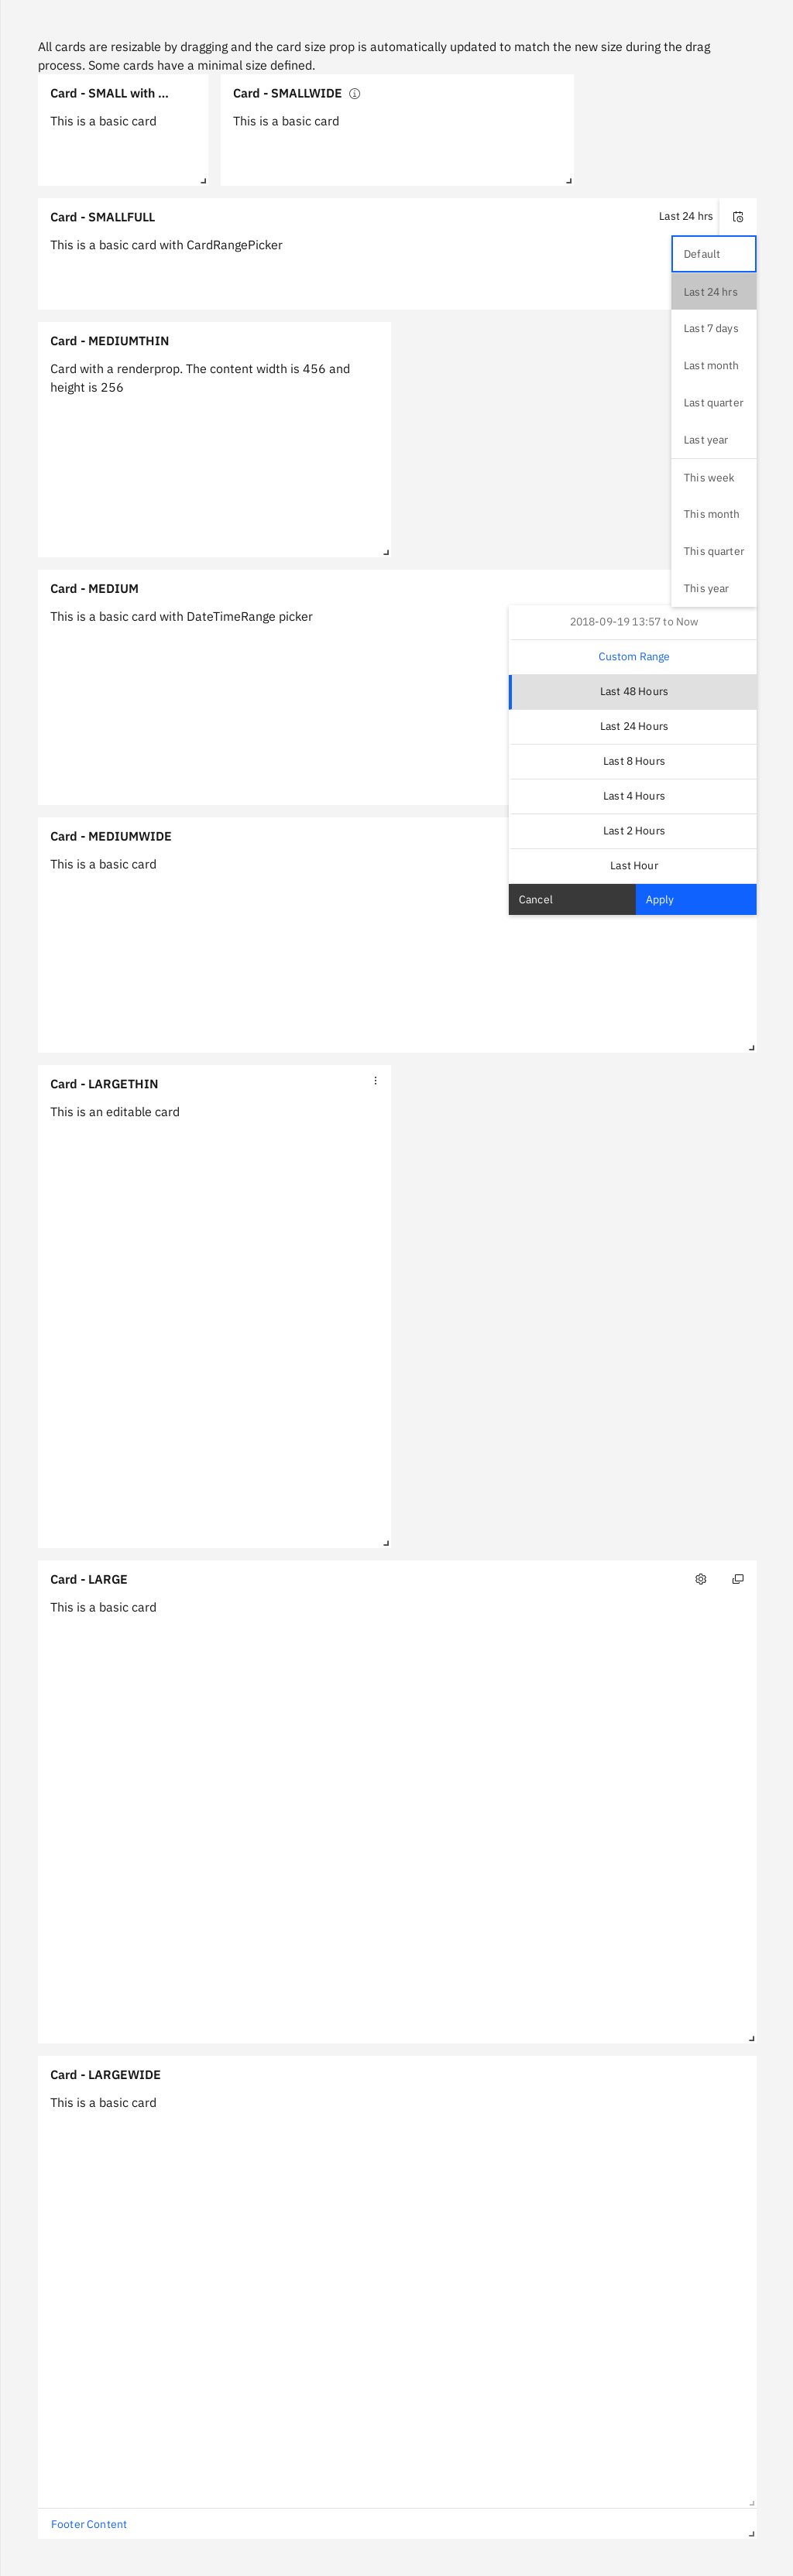 All cards are resizable by dragging and the card size prop is automatically updated to match the new size during the drag
process. Some cards have a minimal size defined.
Card - SMALL with ...
This is a basic card
Card - SMALLWIDE
This is a basic card
Card - SMALLFULL
Last 24 hrs
This is a basic card with CardRangePicker
Default
Last 24 hrs
Last 7 days
Last month
Last quarter
Last year
This week
This month
This quarter
This year
Card - MEDIUMTHIN
Card with a renderprop. The content width is 456 and
height is 256
Card - MEDIUM
This is a basic card with DateTimeRange picker
2018-09-19 13:57 to Now
Custom Range
Last 48 Hours
Last 24 Hours
Last 8 Hours
Last 4 Hours
Last 2 Hours
Last Hour
Cancel
Apply
Card - MEDIUMWIDE
This is a basic card
Card - LARGETHIN
This is an editable card
Card - LARGE
This is a basic card
Card - LARGEWIDE
This is a basic card
Footer Content